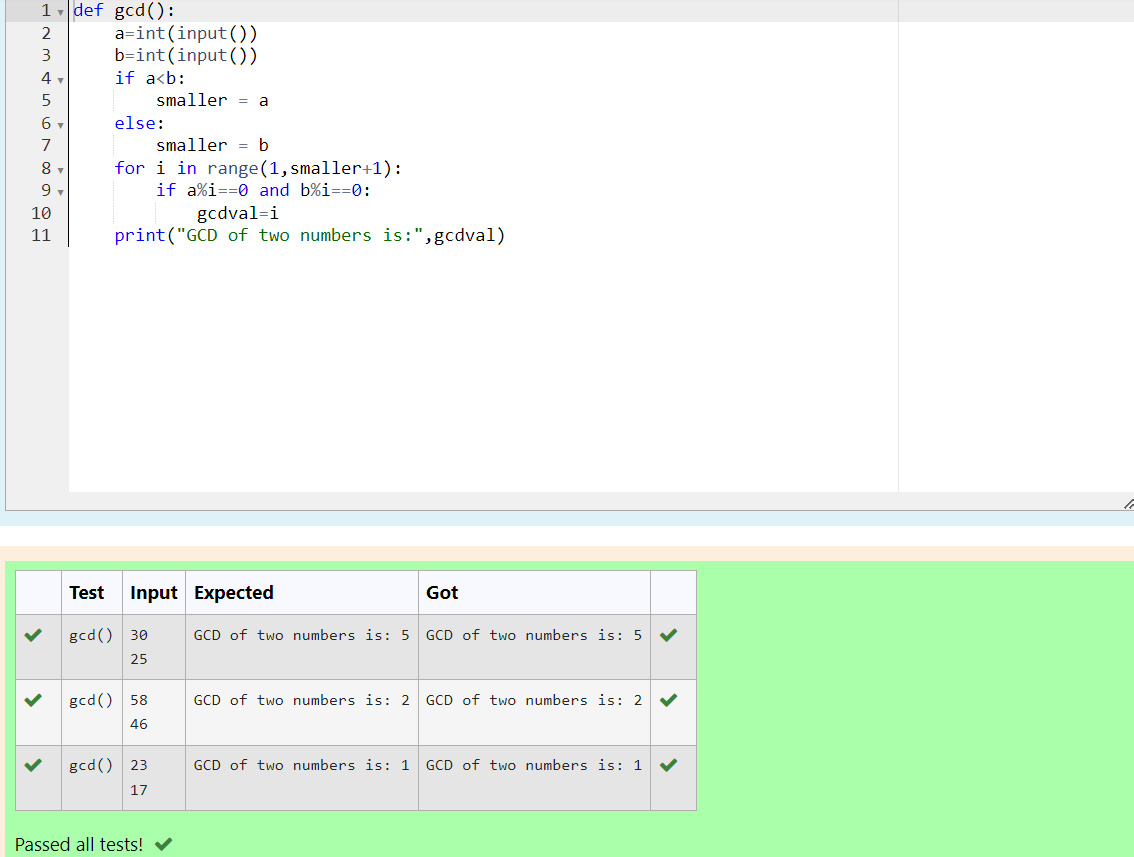 1 def gcd():
2     a=int(input())
3     b=int(input())
4     if a<b:
5         smaller = a
6     else:
7         smaller = b
8     for i in range(1,smaller+1):
9         if a%i==0 and b%i==0:
10             gcdval=i
11     print("GCD of two numbers is:",gcdval)
Test Input Expected Got
gcd() 30 GCD of two numbers is: 5 GCD of two numbers is: 5
25
gcd() 58 GCD of two numbers is: 2 GCD of two numbers is: 2
46
gcd() 23 GCD of two numbers is: 1 GCD of two numbers is: 1
17
Passed all tests!